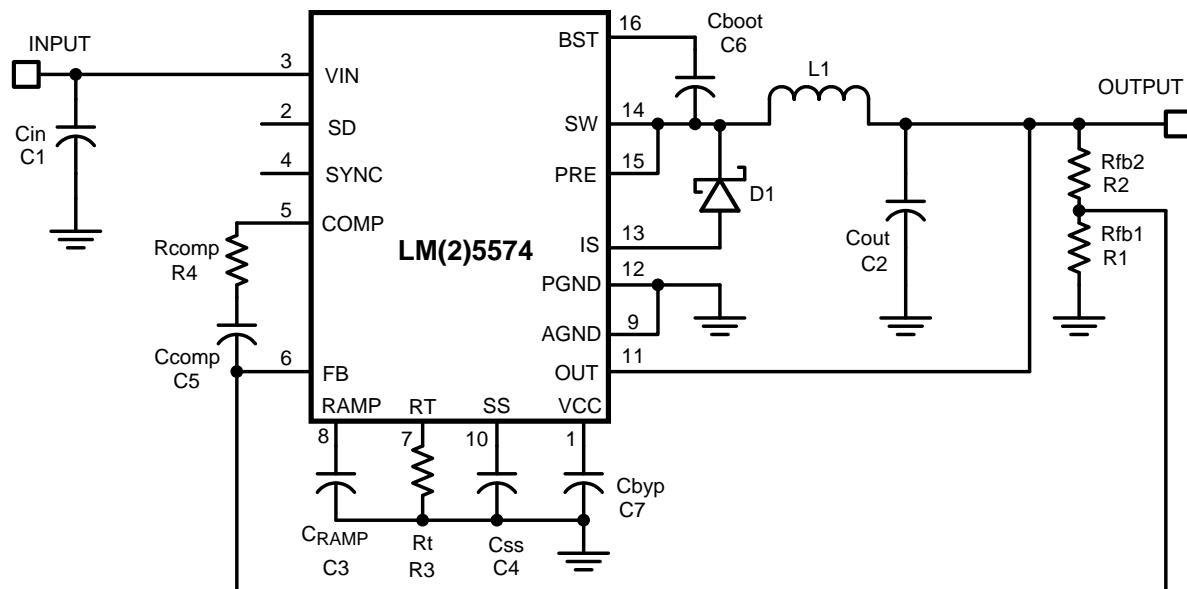 INPUT
3
VIN
Cin
C1
2
SD
4
SYNC
5
COMP
Rcomp
R4
Ccomp
C5
6
FB
LM(2)5574
RAMP
RT
SS
VCC
8
7
10
1
CRAMP
C3
Rt
R3
Css
C4
Cbyp
C7
BST
16
Cboot
C6
SW
14
PRE
15
IS
13
PGND
12
AGND
9
OUT
11
L1
D1
Cout
C2
OUTPUT
Rfb2
R2
Rfb1
R1